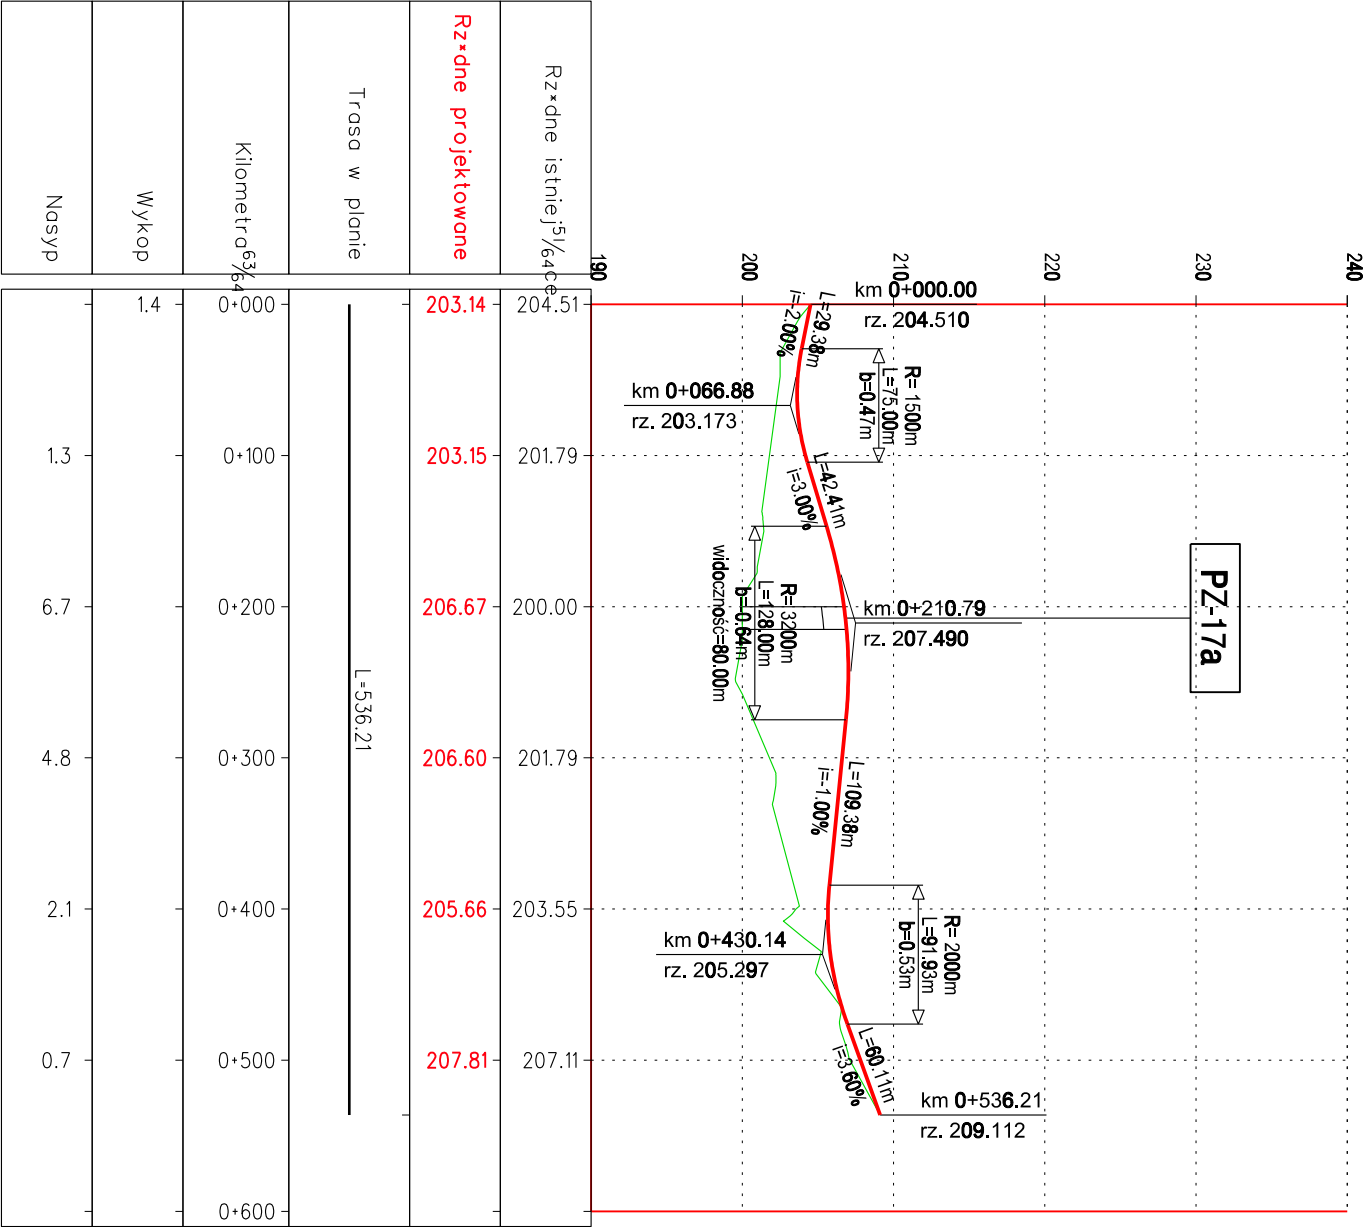 Nasyp
Wykop
Kilometra63/64
Trasa w planie
Rz×dne projektowane
Rz×dne istniej51/64ce
190
200
210
220
230
240
1.4
0+000
203.14
204.51
1.3
0+100
203.15
201.79
6.7
0+200
206.67
200.00
4.8
0+300
206.60
201.79
2.1
0+400
205.66
203.55
0.7
0+500
207.81
207.11
0+600
L=536.21
km 0+000.00
rz. 204.510
L=29.38m
i=-2.00%
R= 1500m
L=75.00m
b=0.47m
km 0+066.88
rz. 203.173
L=42.41m
i=3.00%
R= 3200m
L=128.00m
b=0.64m
widoczność=80.00m
km 0+210.79
rz. 207.490
PZ-17a
L=109.38m
i=-1.00%
R= 2000m
L=91.93m
b=0.53m
km 0+430.14
rz. 205.297
L=60.11m
i=3.60%
km 0+536.21
rz. 209.112